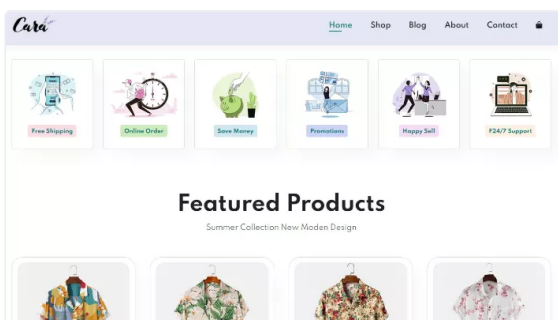 Cara
Home Shop Blog About Contact
Free Shipping
Online Order
Save Money
Promotions
Happy Sell
F24/7 Support
Featured Products
Summer Collection New Moden Design